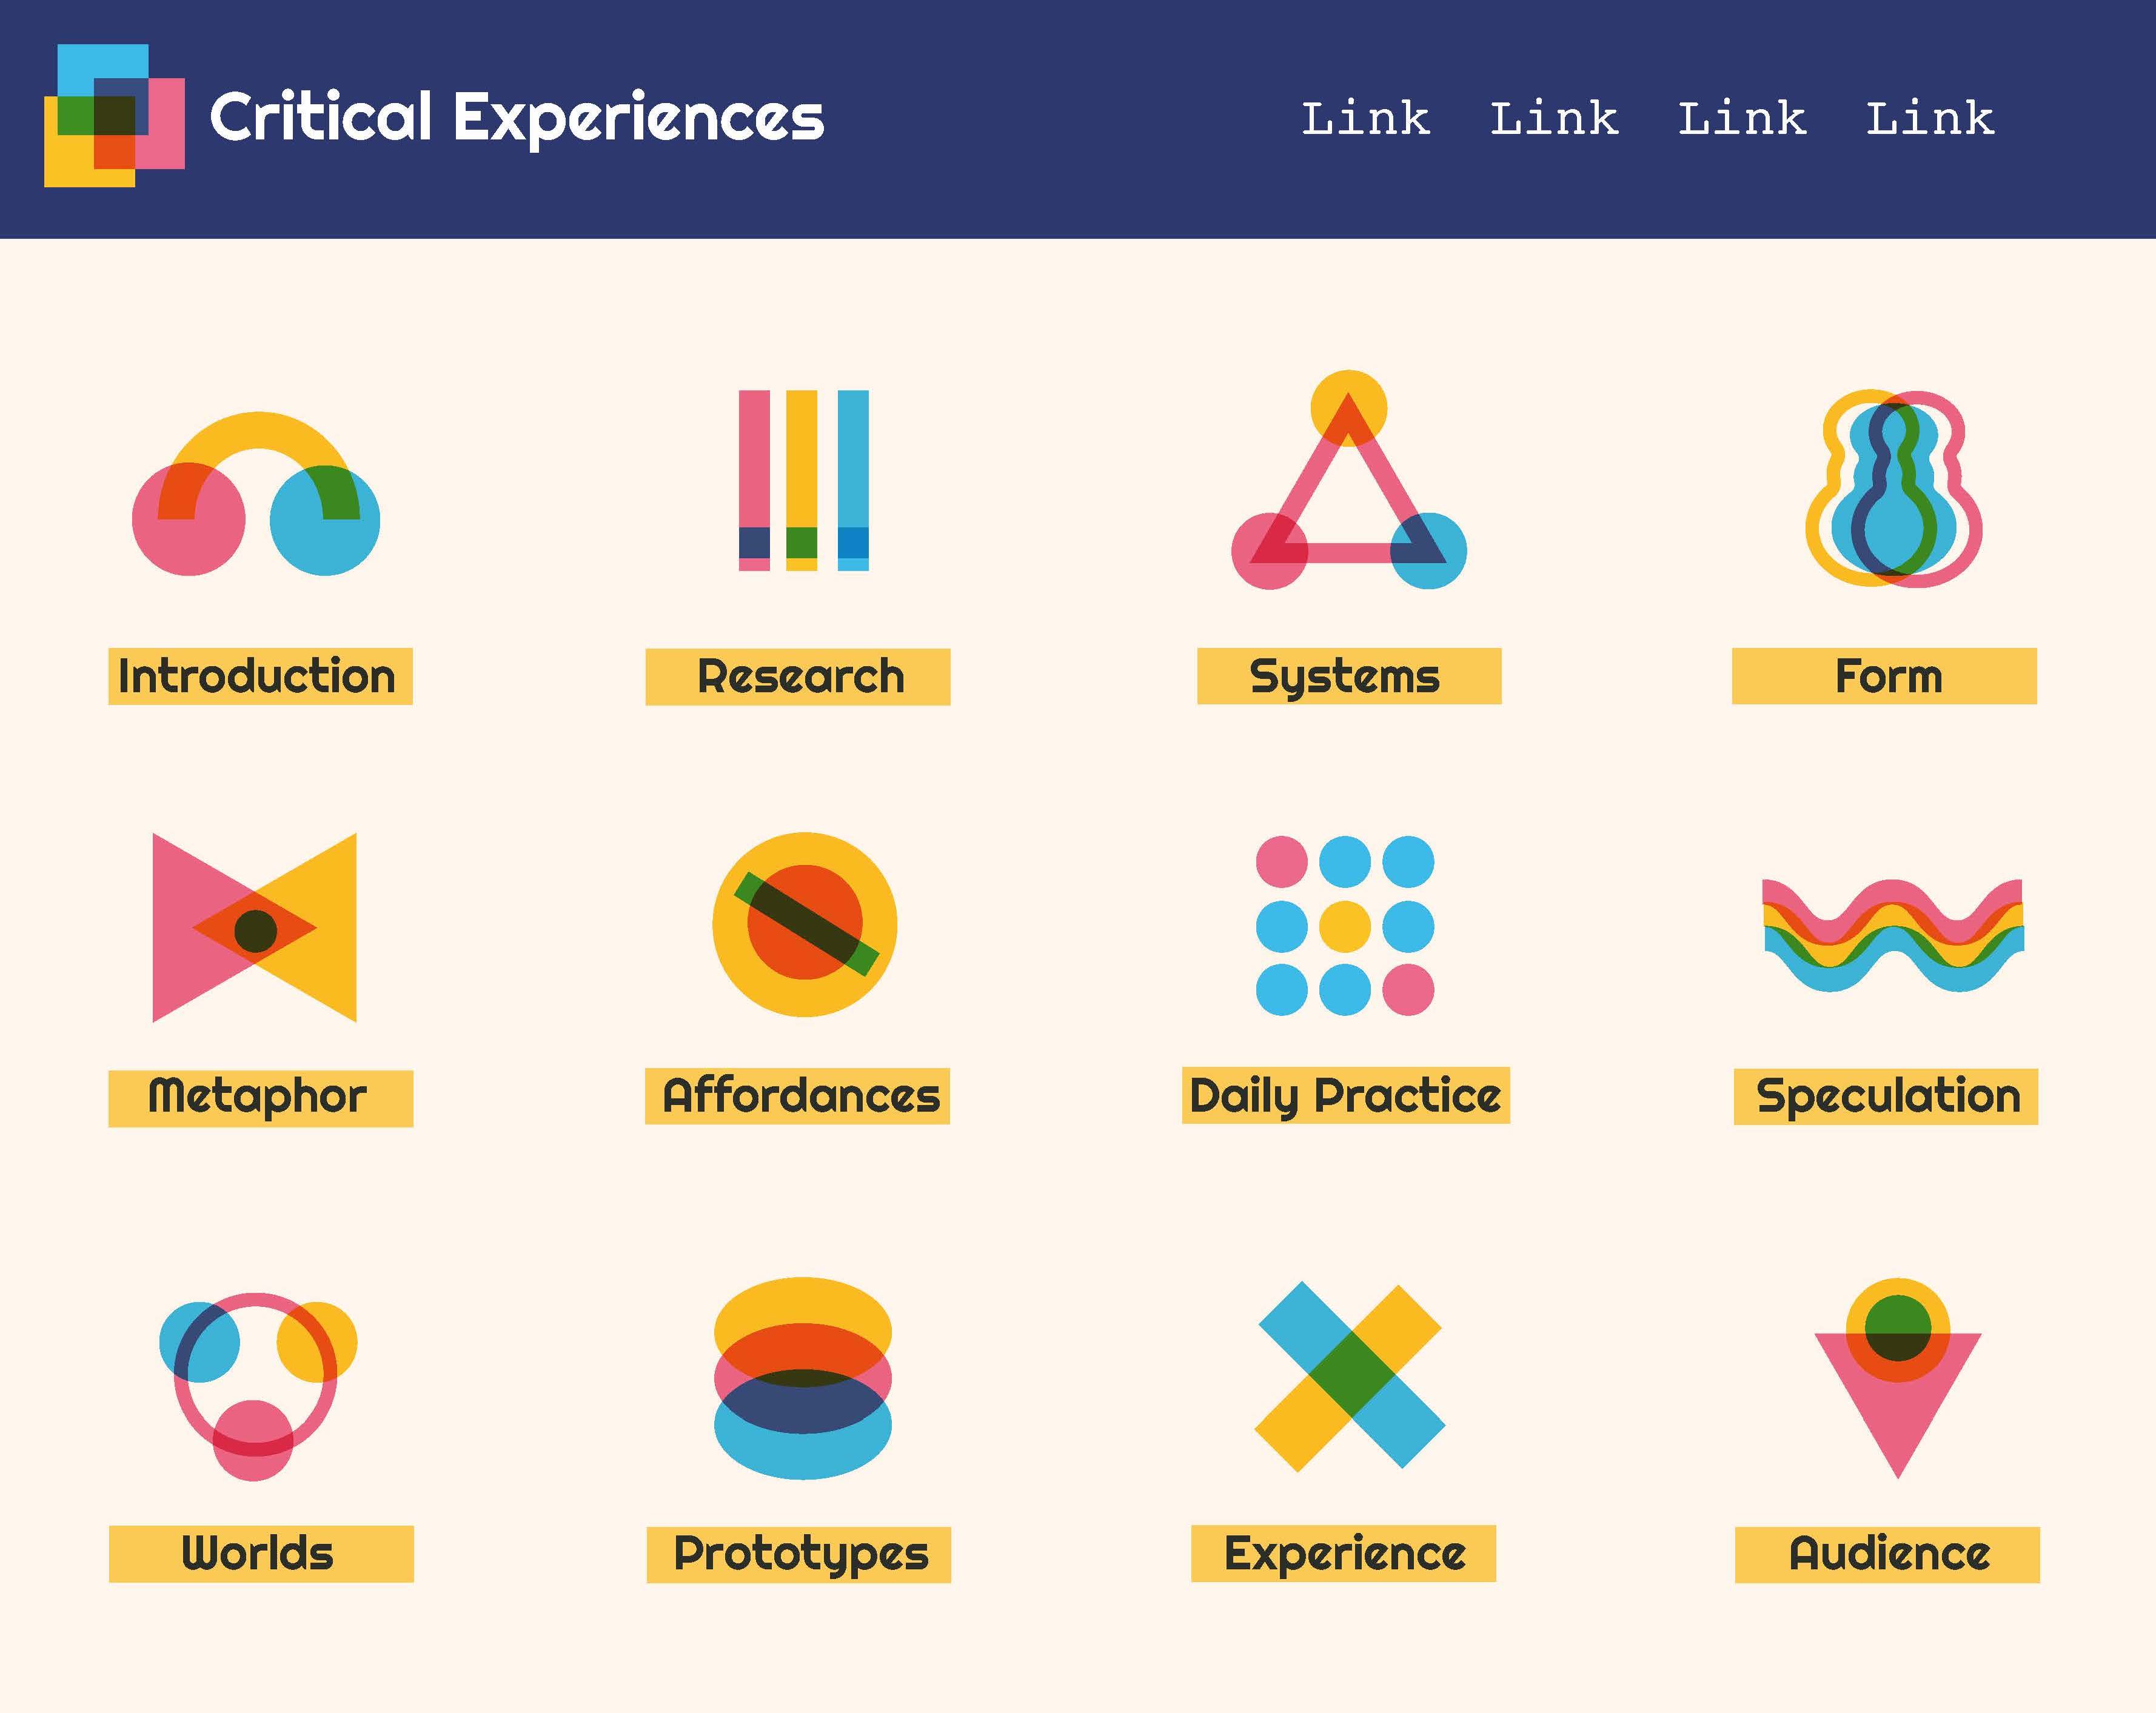 Critical Experiences
Link Link Link Link
Introduction
Research
Systems
Form
Metaphor
Affordances
Daily Practice
Speculation
Worlds
Prototypes
Experience
Audience